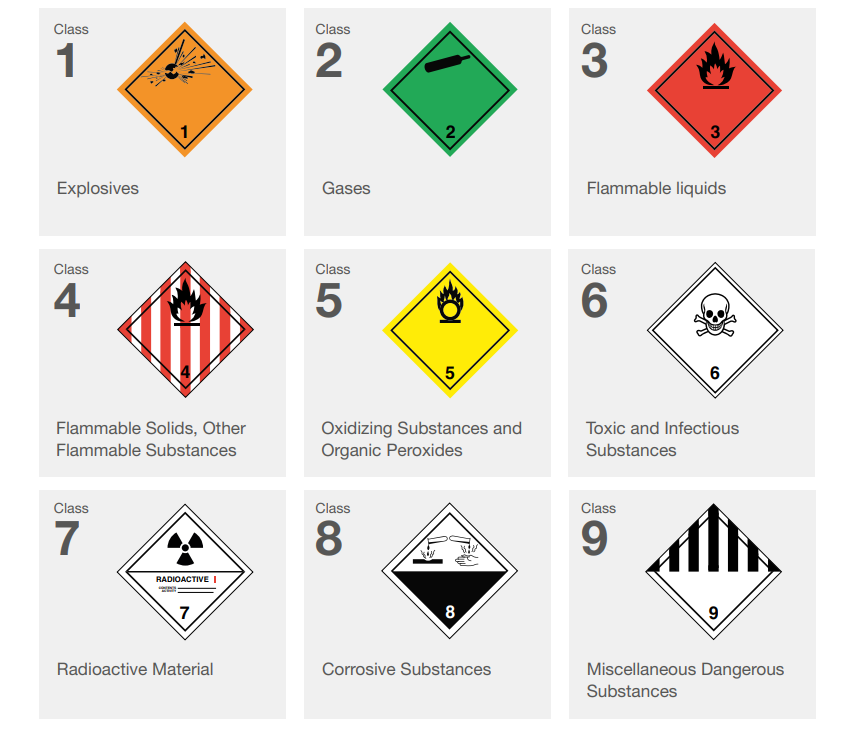 Class
1
1
Explosives
Class
2
2
Gases
Class
3
3
Flammable liquids
Class
4
4
Flammable Solids, Other
Flammable Substances
Class
5
5
Oxidizing Substances and
Organic Peroxides
Class
6
6
Toxic and Infectious
Substances
Class
7
RADIOACTIVE I
CONTENTS
ACTIVITY
7
Radioactive Material
Class
8
8
Corrosive Substances
Class
9
9
Miscellaneous Dangerous
Substances